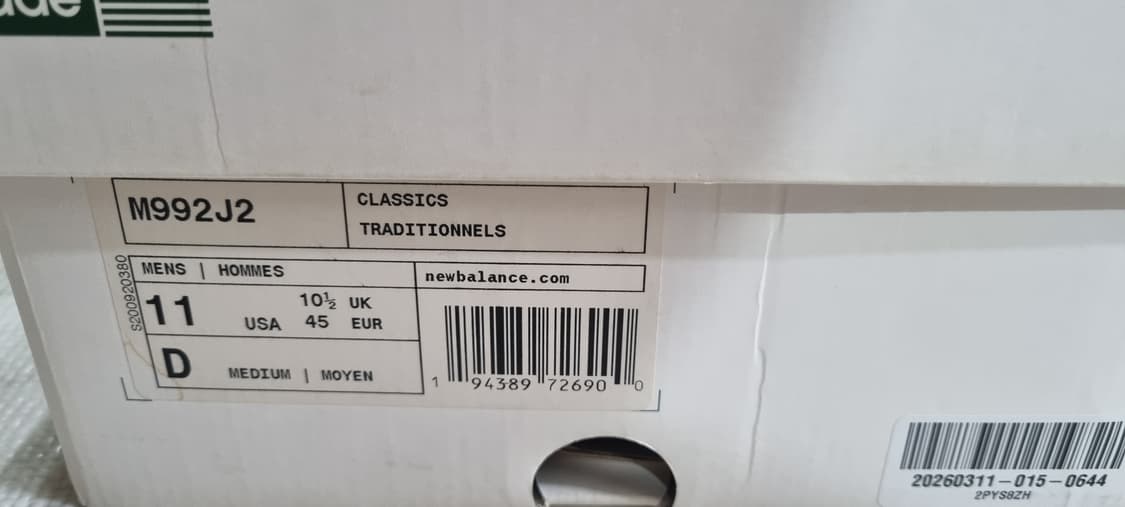 M992J2
CLASSICS
TRADITIONNELS
S200920380
MENS | HOMMES
newbalance.com
11
10½ UK
USA 45 EUR
D
MEDIUM | MOYEN
1 94389 72690 0
20260311-015-0644
2PYS8ZH